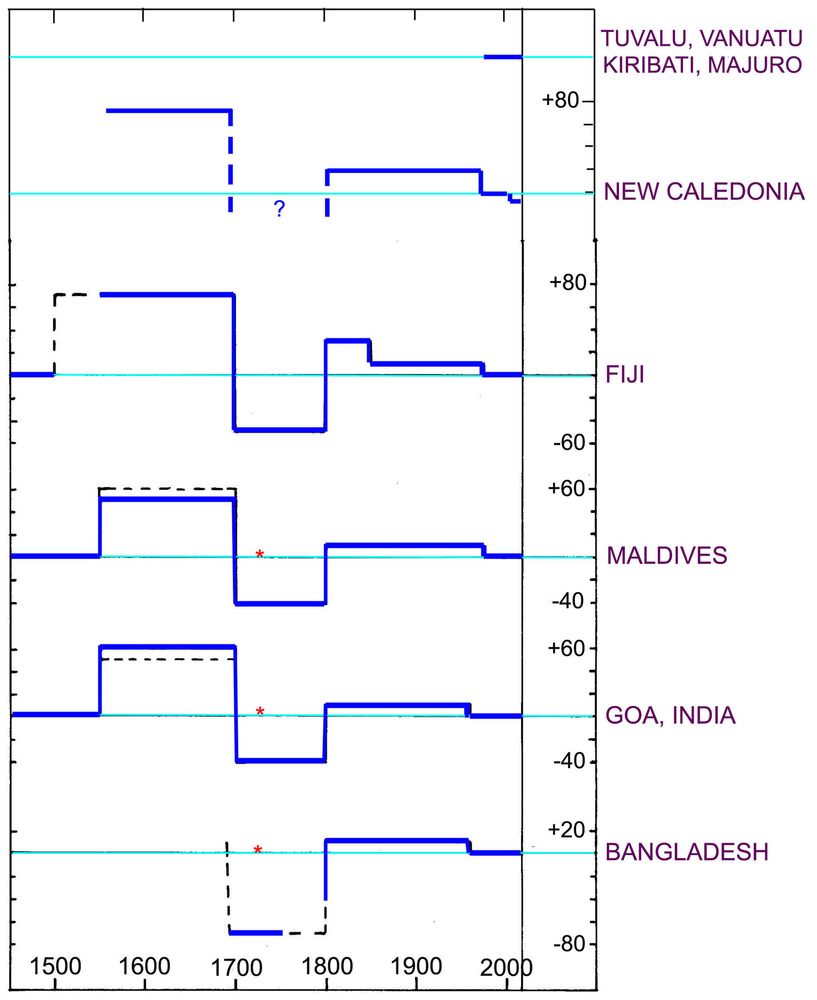 TUVALU, VANUATU
KIRIBATI, MAJURO
+80
NEW CALEDONIA
?
+80
FIJI
-60
+60
*
MALDIVES
-40
+60
*
GOA, INDIA
-40
+20
*
BANGLADESH
-80
1500 1600 1700 1800 1900 2000